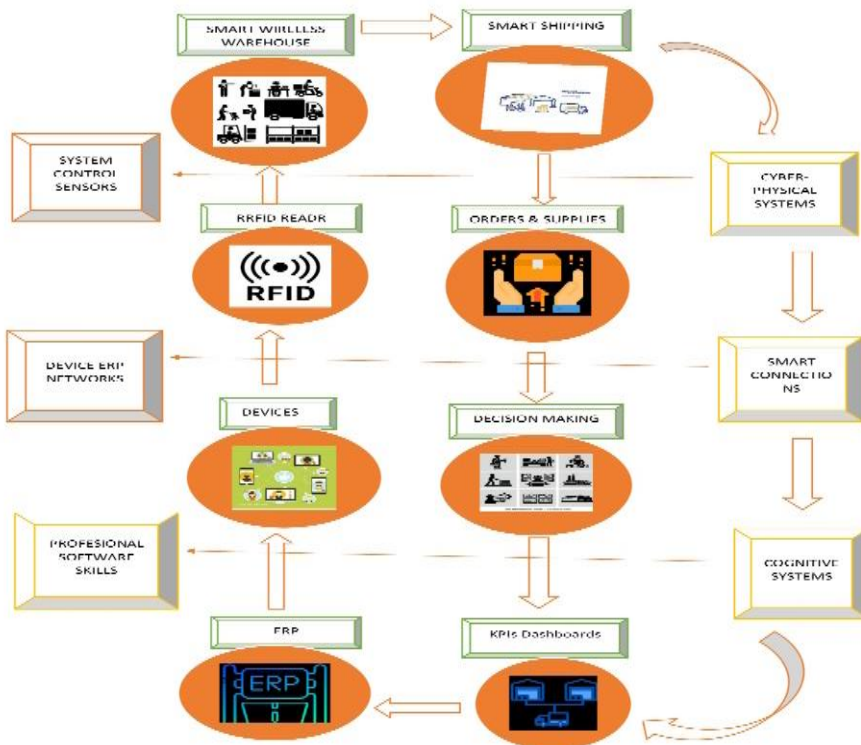 SMART WIRELESS
WAREHOUSE
SMART SHIPPING
SYSTEM
CONTROL
SENSORS
CYBER-
PHYSICAL
SYSTEMS
RRFID READR
ORDERS & SUPPLIES
RFID
DEVICE ERP
NETWORKS
SMART
CONNECTIO
NS
DEVICES
DECISION MAKING
PROFESIONAL
SOFTWARE
SKILLS
COGNITIVE
SYSTEMS
ERP
KPIs Dashboards
ERP